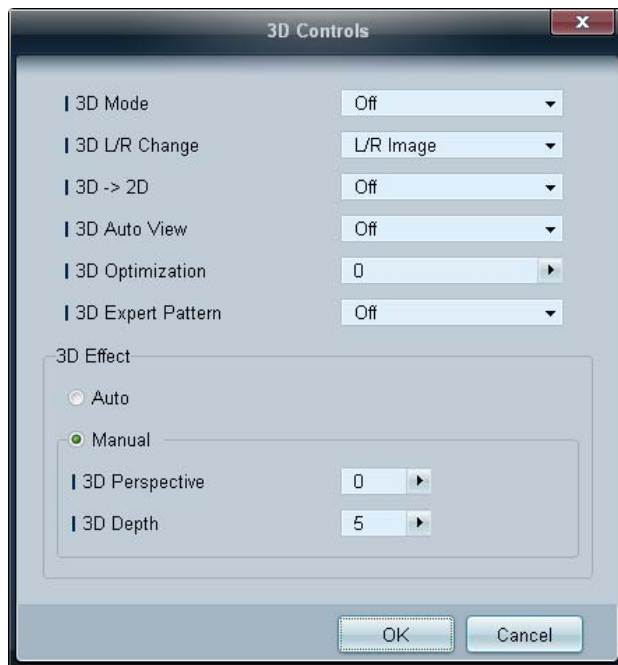 3D Controls
x
3D Mode Off
3D L/R Change L/R Image
3D -> 2D Off
3D Auto View Off
3D Optimization 0
3D Expert Pattern Off
3D Effect
Auto
Manual
3D Perspective 0
3D Depth 5
OK Cancel